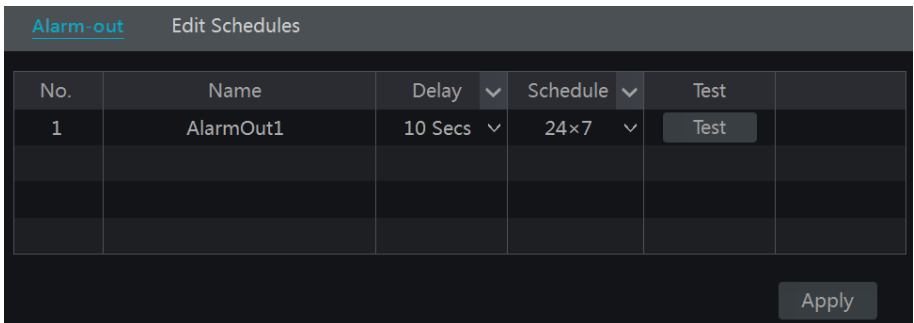 Alarm-out Edit Schedules
No. Name Delay Schedule Test
1 AlarmOut1 10 Secs 24×7 Test
Apply